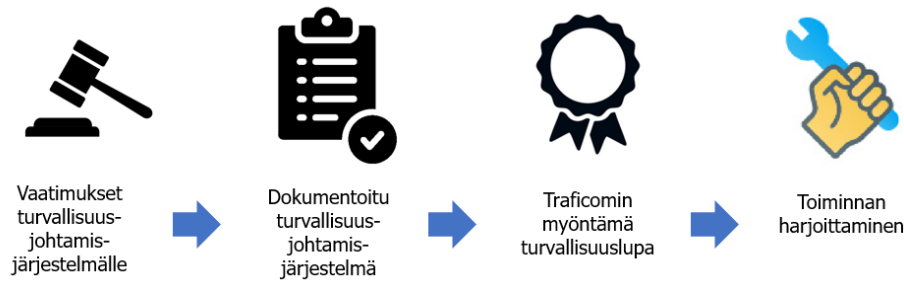 Vaatimukset
turvallisuus-
johtamis-
järjestelmälle
Dokumentoitu
turvallisuus-
johtamis-
järjestelmä
Traficomin
myöntämä
turvallisuuslupa
Toiminnan
harjoittaminen